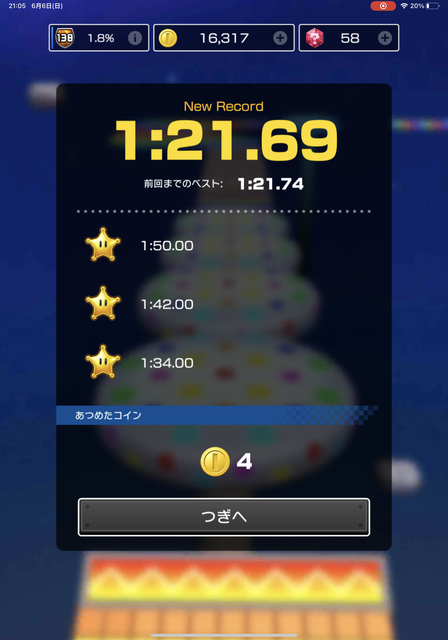 21:05 6月6日(日) 20%
138 1.8% 16,317 58
New Record
1:21.69
前回までのベスト: 1:21.74
1:50.00
1:42.00
1:34.00
あつめたコイン
4
つぎへ